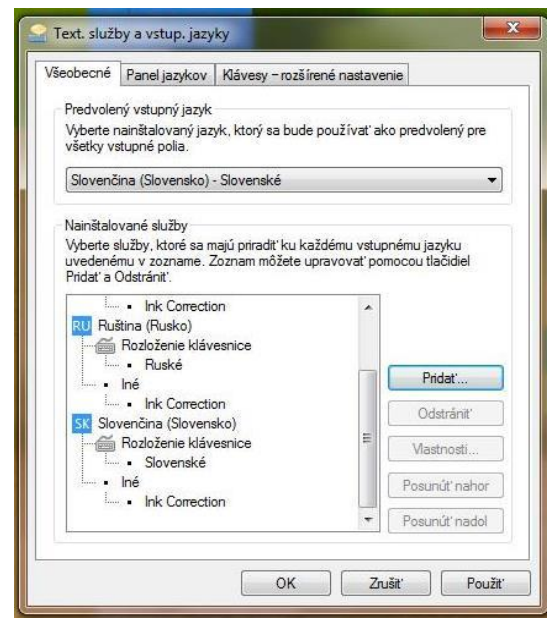 Text. služby a vstup. jazyky
Všeobecné
Panel jazykov
Klávesy – rozšírené nastavenie
Predvolený vstupný jazyk
Vyberte nainštalovaný jazyk, ktorý sa bude používať ako predvolený pre
všetky vstupné polia.
Slovenčina (Slovensko) - Slovenské
Nainštalované služby
Vyberte služby, ktoré sa majú priradiť ku každému vstupnému jazyku
uvedenému v zozname. Zoznam môžete upravovať pomocou tlačidiel
Pridať a Odstrániť.
Ink Correction
RU Ruština (Rusko)
Rozloženie klávesnice
Ruské
Iné
Ink Correction
SK Slovenčina (Slovensko)
Rozloženie klávesnice
Slovenské
Iné
Ink Correction
Pridať...
Odstrániť
Vlastnosti...
Posunúť nahor
Posunúť nadol
OK
Zrušiť
Použiť